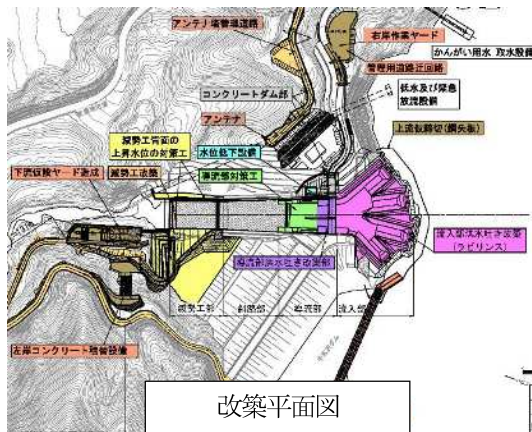 アンテナ堰管理道路
右岸作業ヤード
かんがい用水 取水設備
管理用道路迂回路
コンクリートダム部
低水及び緊急
放流設備
アンテナ
上流仮締切(鋼矢板)
減勢工背面の
上昇水位の対策工
水位低下設備
下流仮設ヤード造成
減勢工改築
導流部対策工
流入部洪水吐き改築
(ラビリンス)
導流部洪水吐き改築部
減勢工部
斜路部
導流部
流入部
左岸コンクリート積替設備
改築平面図